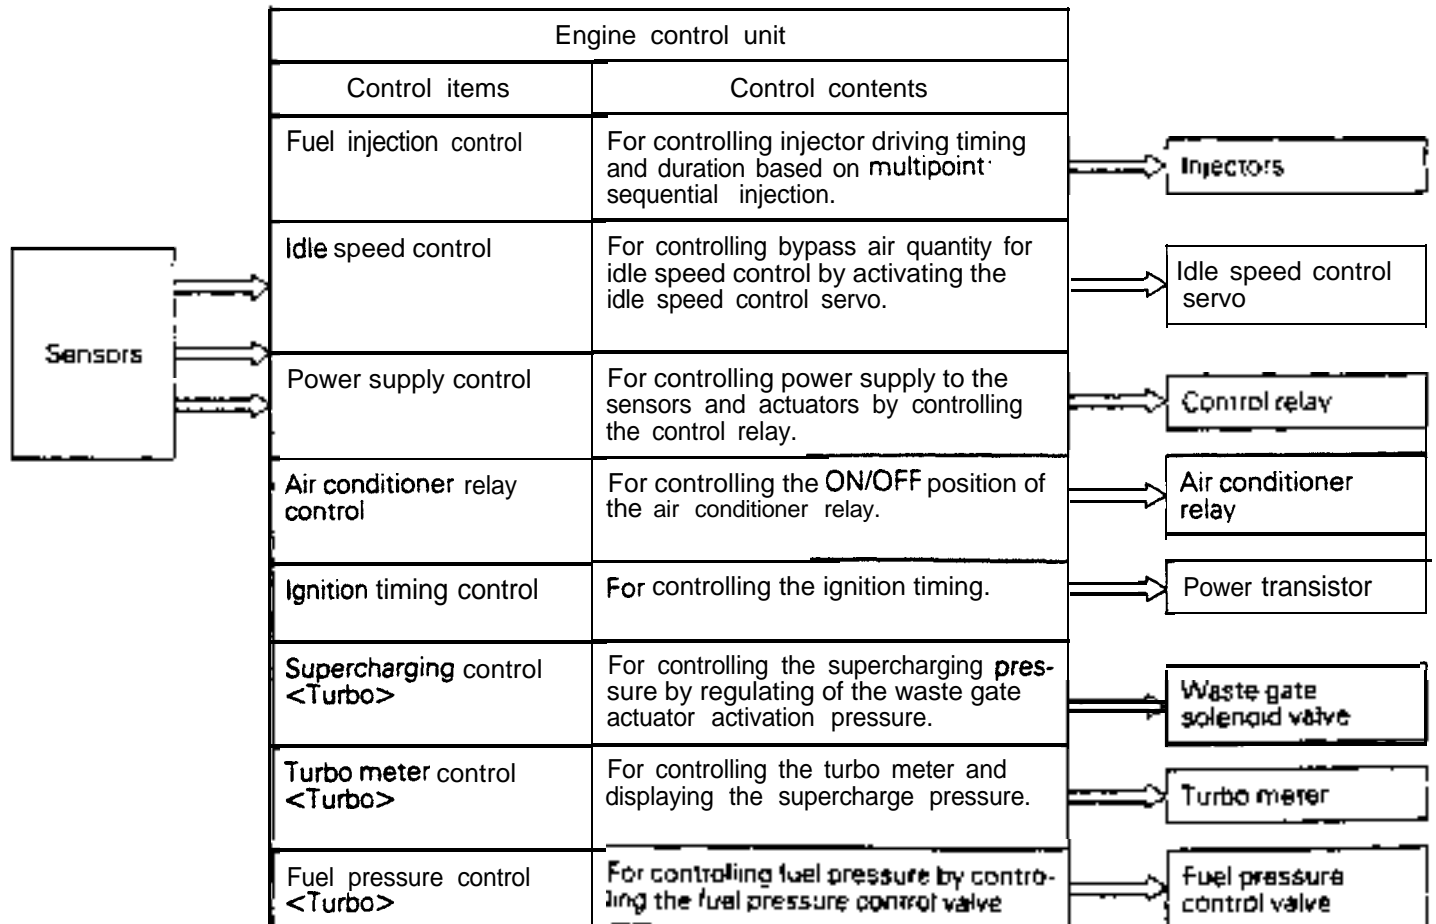 Engine control unit
Control items
Control contents
Fuel injection control
For controlling injector driving timing
and duration based on multipoint
sequential injection.
Injectors
Idle speed control
For controlling bypass air quantity for
idle speed control by activating the
idle speed control servo.
Idle speed control
servo
Sensors
Power supply control
For controlling power supply to the
sensors and actuators by controlling
the control relay.
Control relay
Air conditioner relay
control
For controlling the ON/OFF position of
the air conditioner relay.
Air conditioner
relay
Ignition timing control
For controlling the ignition timing.
Power transistor
Supercharging control
<Turbo>
For controlling the supercharging pres-
sure by regulating of the waste gate
actuator activation pressure.
Waste gate
solenoid valve
Turbo meter control
<Turbo>
For controlling the turbo meter and
displaying the supercharge pressure.
Turbo meter
Fuel pressure control
<Turbo>
For controlling fuel pressure by contro-
ling the fuel pressure control valve
Fuel pressure
control valve